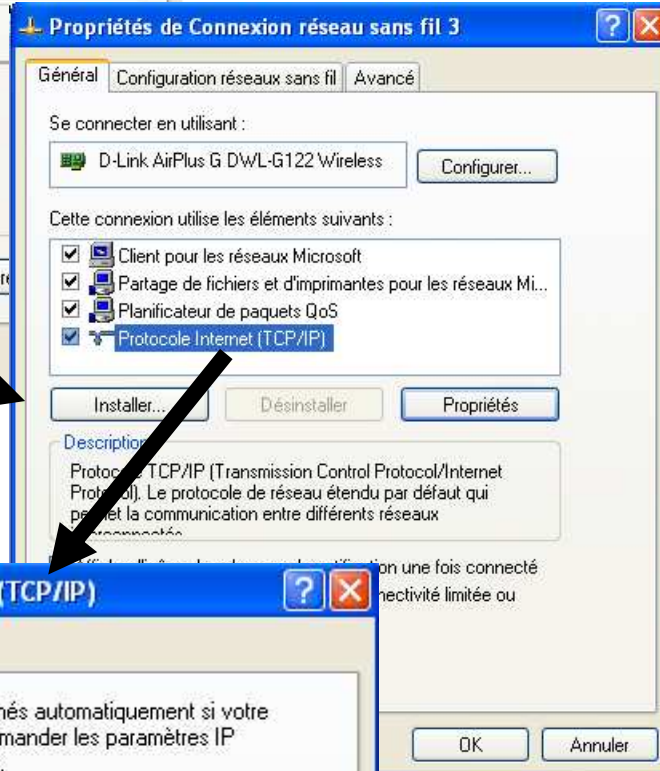 Propriétés de Connexion réseau sans fil 3
Général Configuration réseaux sans fil Avancé
Se connecter en utilisant :
D-Link AirPlus G DWL-G122 Wireless Configurer...
Cette connexion utilise les éléments suivants :
Client pour les réseaux Microsoft
Partage de fichiers et d'imprimantes pour les réseaux Mi...
Planificateur de paquets QoS
Protocole Internet (TCP/IP)
Installer... Désinstaller Propriétés
Description
Protocole TCP/IP (Transmission Control Protocol/Internet
Protocol). Le protocole de réseau étendu par défaut qui
permet la communication entre différents réseaux
une fois connecté
limitée ou
(TCP/IP)
automatiquement si votre
les paramètres IP
OK Annuler